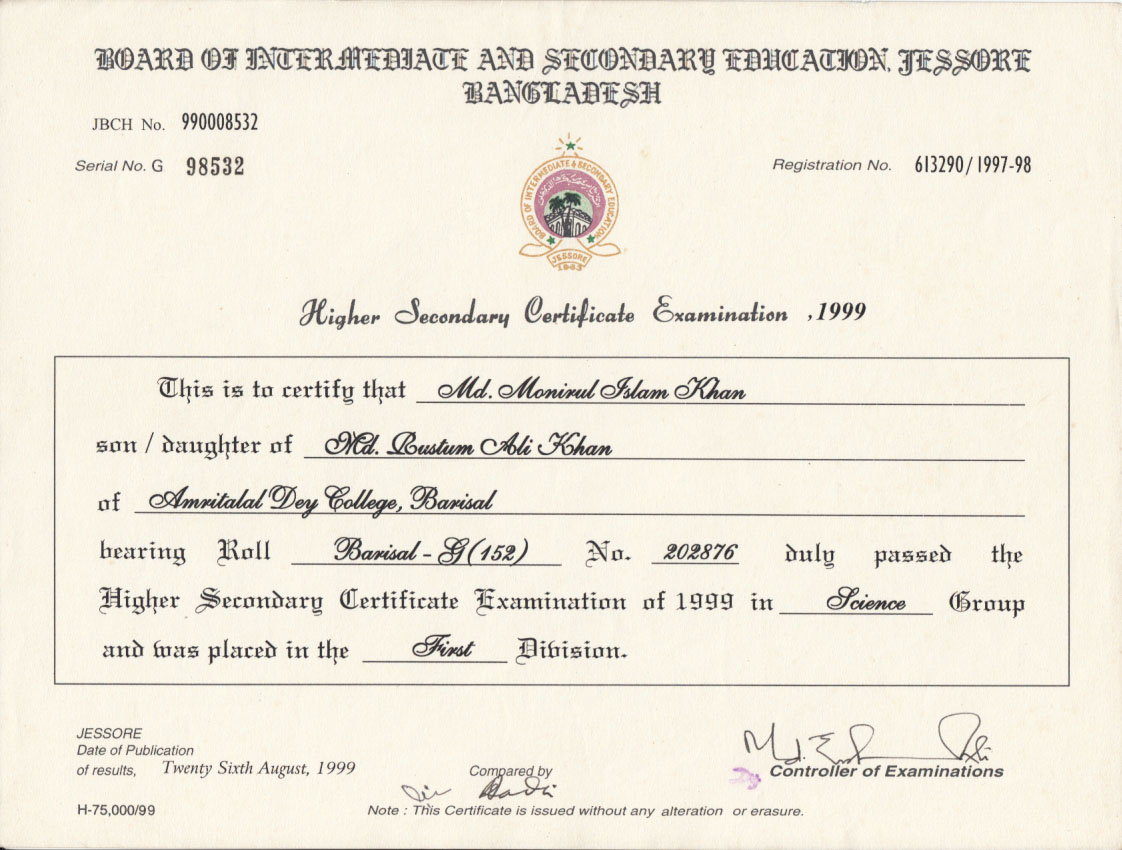 BOARD OF INTERMEDIATE AND SECONDARY EDUCATION, JESSORE
BANGLADESH
JBCH No. 990008532
Serial No. G 98532
Registration No. 613290/1997-98
BOARD OF INTERMEDIATE & SECONDARY EDUCATION
JESSORE
1963
Higher Secondary Certificate Examination ,1999
This is to certify that Md. Monirul Islam Khan
son / daughter of Md. Rustum Ali Khan
of Amritalal Dey College, Barisal
bearing Roll Barisal - G (152) No. 202876 duly passed the
Higher Secondary Certificate Examination of 1999 in Science Group
and was placed in the First Division.
JESSORE
Date of Publication
of results, Twenty Sixth August, 1999
Compared by
Controller of Examinations
H-75,000/99
Note : This Certificate is issued without any alteration or erasure.